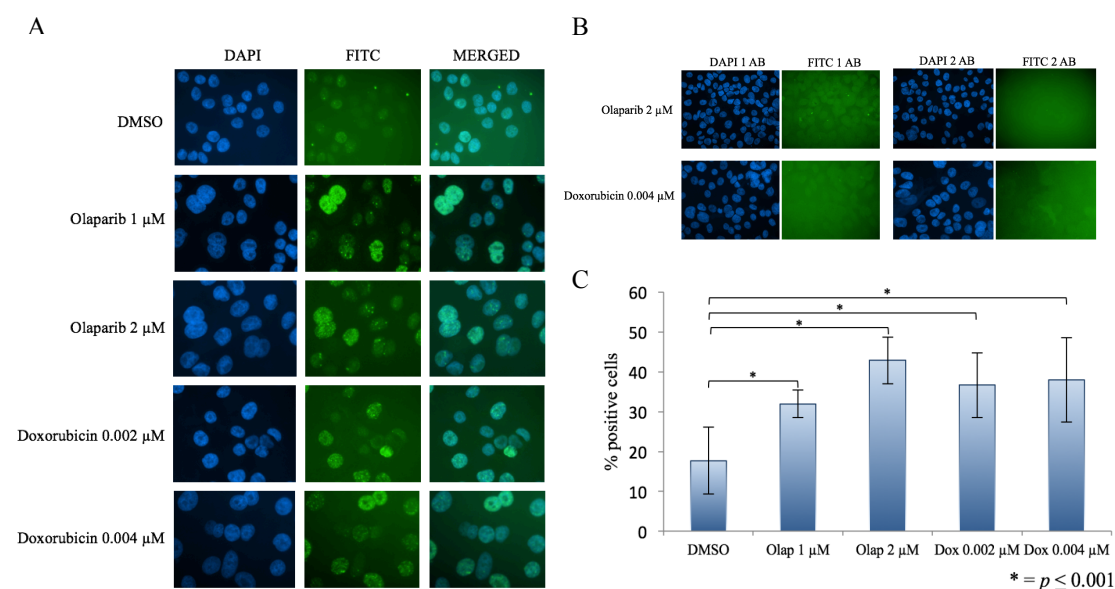 A
DAPI FITC MERGED
DMSO
Olaparib 1 µM
Olaparib 2 µM
Doxorubicin 0.002 µM
Doxorubicin 0.004 µM
B
DAPI 1 AB FITC 1 AB DAPI 2 AB FITC 2 AB
Olaparib 2 µM
Doxorubicin 0.004 µM
C
% positive cells
60
50
40
30
20
10
0
* 
*
*
*
DMSO Olap 1 µM Olap 2 µM Dox 0.002 µM Dox 0.004 µM
* = p ≤ 0.001